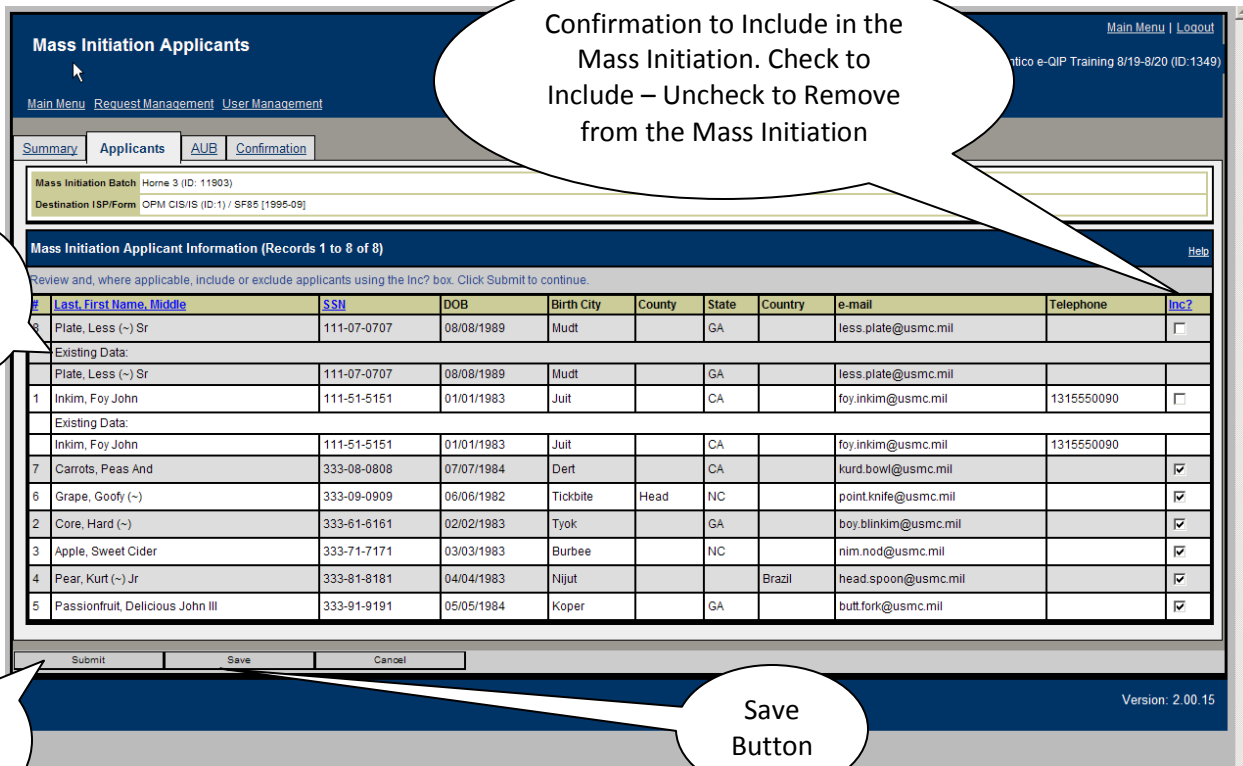 Confirmation to Include in the
Mass Initiation. Check to
Include – Uncheck to Remove
from the Mass Initiation
Main Menu | Logout
Mass Initiation Applicants
e-QIP Training 8/19-8/20 (ID:1349)
Main Menu Request Management User Management
Summary Applicants AUB Confirmation
Mass Initiation Batch Horne 3 (ID: 11903)
Destination ISP/Form OPM CIS/IS (ID:1) / SF85 [1995-09]
Mass Initiation Applicant Information (Records 1 to 8 of 8) Help
Review and, where applicable, include or exclude applicants using the Inc? box. Click Submit to continue.
# Last, First Name, Middle SSN DOB Birth City County State Country e-mail Telephone Inc?
8 Plate, Less (~) Sr 111-07-0707 08/08/1989 Mudt GA less.plate@usmc.mil
Existing Data:
Plate, Less (~) Sr 111-07-0707 08/08/1989 Mudt GA less.plate@usmc.mil
1 Inkim, Foy John 111-51-5151 01/01/1983 Juit CA foy.inkim@usmc.mil 1315550090
Existing Data:
Inkim, Foy John 111-51-5151 01/01/1983 Juit CA foy.inkim@usmc.mil 1315550090
7 Carrots, Peas And 333-08-0808 07/07/1984 Dert CA kurd.bowl@usmc.mil
6 Grape, Goofy (~) 333-09-0909 06/06/1982 Tickbite Head NC point.knife@usmc.mil
2 Core, Hard (~) 333-61-6161 02/02/1983 Tyok GA boy.blinkim@usmc.mil
3 Apple, Sweet Cider 333-71-7171 03/03/1983 Burbee NC nim.nod@usmc.mil
4 Pear, Kurt (~) Jr 333-81-8181 04/04/1983 Nijut Brazil head.spoon@usmc.mil
5 Passionfruit, Delicious John III 333-91-9191 05/05/1984 Koper GA butt.fork@usmc.mil
Submit Save Cancel
Save
Button
Version: 2.00.15